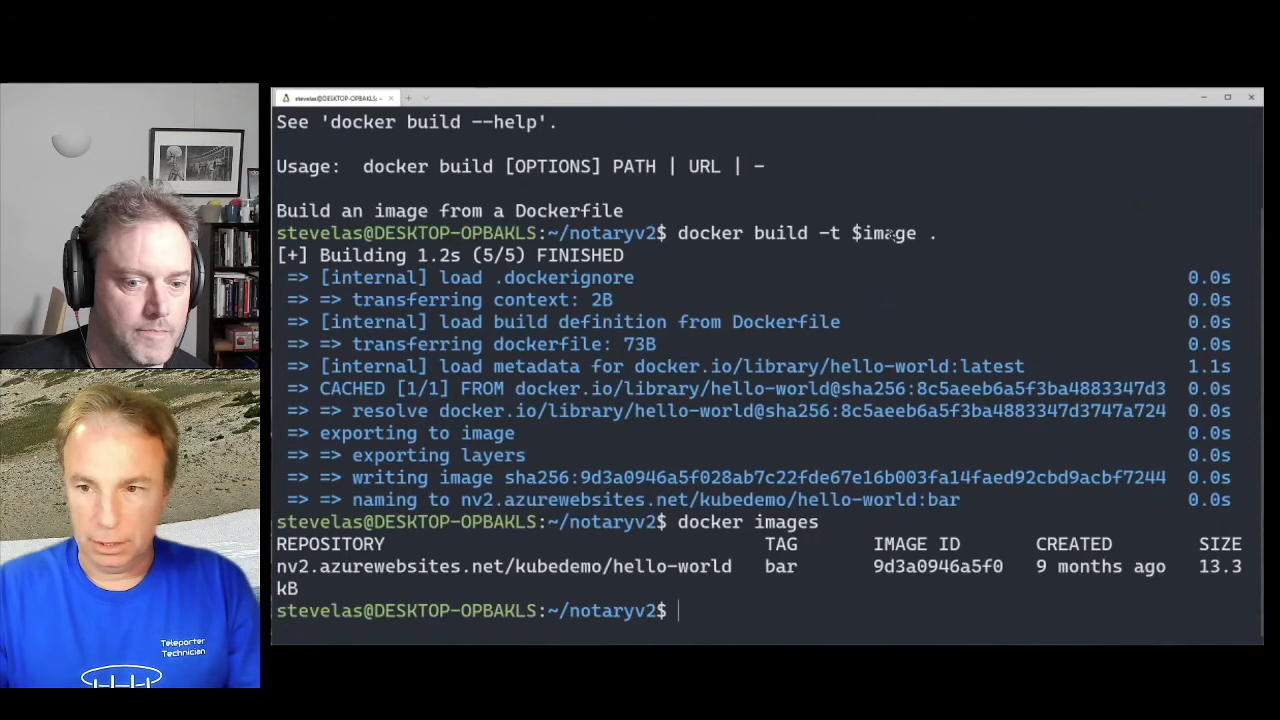 stevelas@DESKTOP-OPBAKLS: ~
See 'docker build --help'.
Usage:  docker build [OPTIONS] PATH | URL | -
Build an image from a Dockerfile
stevelas@DESKTOP-OPBAKLS:~/notaryv2$ docker build -t $image .
[+] Building 1.2s (5/5) FINISHED
=> [internal] load .dockerignore 0.0s
=> => transferring context: 2B 0.0s
=> [internal] load build definition from Dockerfile 0.0s
=> => transferring dockerfile: 73B 0.0s
=> [internal] load metadata for docker.io/library/hello-world:latest 1.1s
=> CACHED [1/1] FROM docker.io/library/hello-world@sha256:8c5aeeb6a5f3ba4883347d3 0.0s
=> => resolve docker.io/library/hello-world@sha256:8c5aeeb6a5f3ba4883347d3747a724 0.0s
=> exporting to image 0.0s
=> => exporting layers 0.0s
=> => writing image sha256:9d3a0946a5f028ab7c22fde67e16b003fa14faed92cbd9acbf7244 0.0s
=> => naming to nv2.azurewebsites.net/kubedemo/hello-world:bar 0.0s
stevelas@DESKTOP-OPBAKLS:~/notaryv2$ docker images
REPOSITORY TAG IMAGE ID CREATED SIZE
nv2.azurewebsites.net/kubedemo/hello-world bar 9d3a0946a5f0 9 months ago 13.3
kB
stevelas@DESKTOP-OPBAKLS:~/notaryv2$
Teleporter
Technician